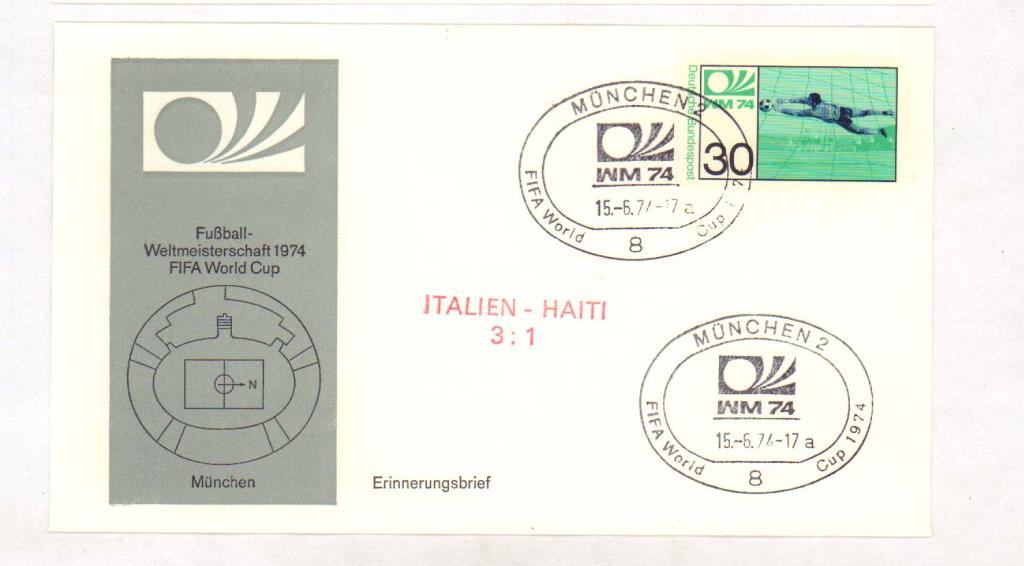 Fußball-
Weltmeisterschaft 1974
FIFA World Cup
N
München
Erinnerungsbrief
ITALIEN - HAITI
3 : 1
Deutsche Bundespost
WM 74
30
MÜNCHEN 2
WM 74
15.-6.74-17 a
FIFA World Cup 17
8
MÜNCHEN 2
WM 74
15.-6.74-17 a
FIFA World Cup 1974
8